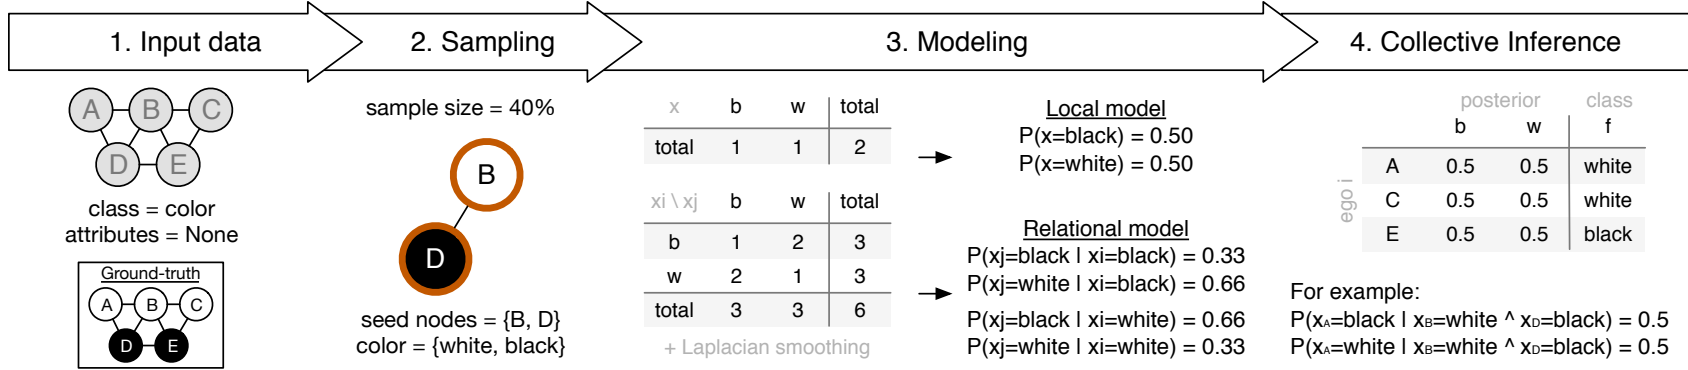 1. Input data
2. Sampling
3. Modeling
4. Collective Inference
A B C
D E
class = color
attributes = None
Ground-truth
A B C
D E
sample size = 40%
B
D
seed nodes = {B, D}
color = {white, black}
x b w total
total 1 1 2
xi \ xj b w total
b 1 2 3
w 2 1 3
total 3 3 6
+ Laplacian smoothing
Local model
P(x=black) = 0.50
P(x=white) = 0.50
Relational model
P(xj=black | xi=black) = 0.33
P(xj=white | xi=black) = 0.66
P(xj=black | xi=white) = 0.66
P(xj=white | xi=white) = 0.33
posterior class
b w f
ego i
A 0.5 0.5 white
C 0.5 0.5 white
E 0.5 0.5 black
For example:
P(xA=black | xB=white ^ xD=black) = 0.5
P(xA=white | xB=white ^ xD=black) = 0.5